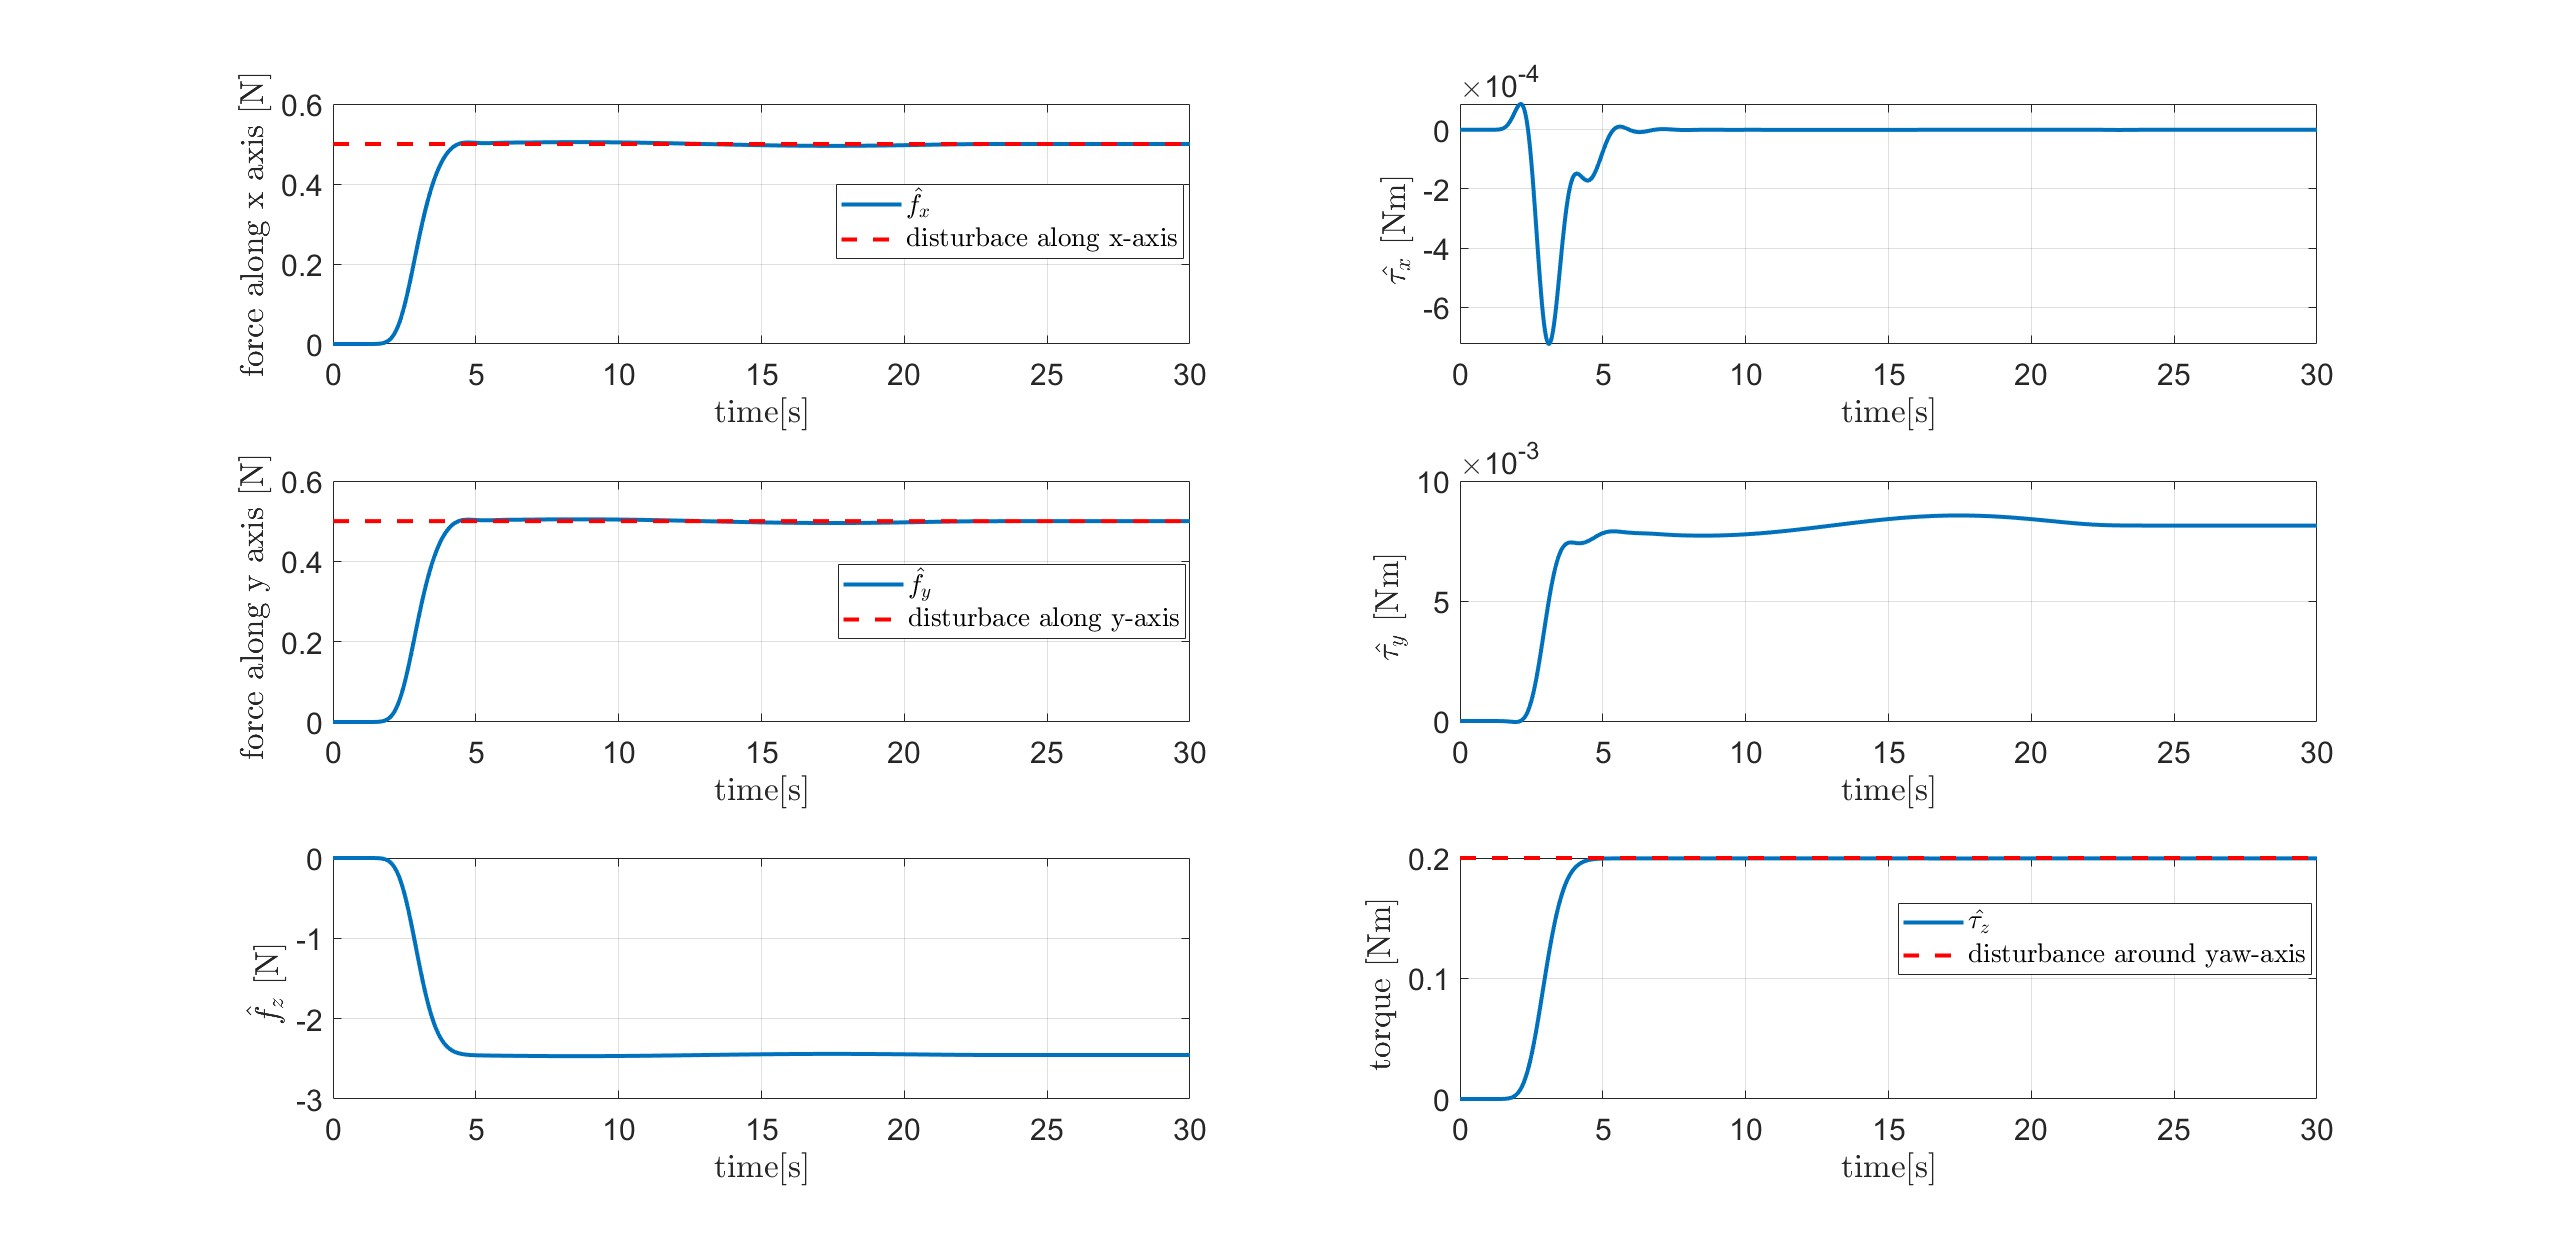 force along x axis [N]
0.6
0.4
0.2
0
f̂x
disturbace along x-axis
0 5 10 15 20 25 30
time[s]
×10-4
τ̂x [Nm]
0
-2
-4
-6
0 5 10 15 20 25 30
time[s]
force along y axis [N]
0.6
0.4
0.2
0
f̂y
disturbace along y-axis
0 5 10 15 20 25 30
time[s]
×10-3
τ̂y [Nm]
10
5
0
0 5 10 15 20 25 30
time[s]
f̂z [N]
0
-1
-2
-3
0 5 10 15 20 25 30
time[s]
torque [Nm]
0.2
0.1
0
τ̂z
disturbance around yaw-axis
0 5 10 15 20 25 30
time[s]